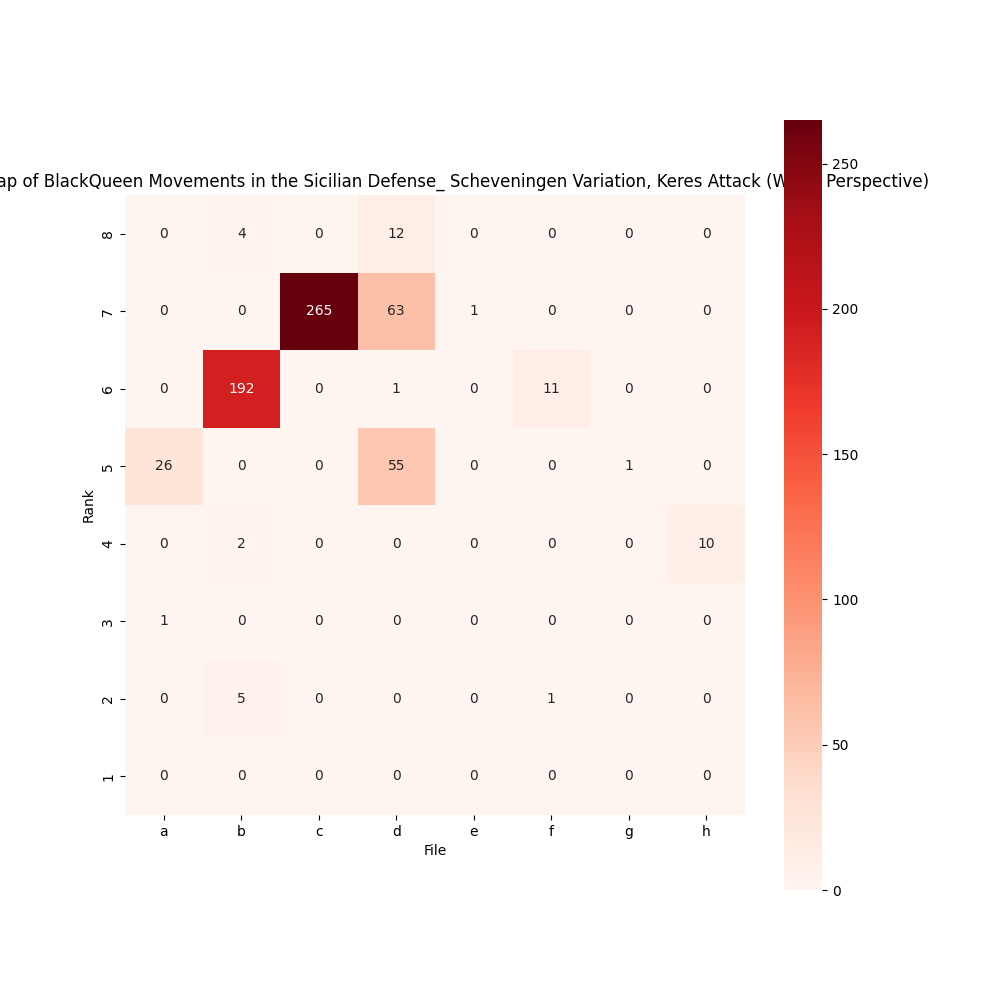 ap of BlackQueen Movements in the Sicilian Defense_ Scheveningen Variation, Keres Attack (W Perspective)
8 0 4 0 12 0 0 0 0
7 0 0 265 63 1 0 0 0
6 0 192 0 1 0 11 0 0
5 26 0 0 55 0 0 1 0
4 0 2 0 0 0 0 0 10
3 1 0 0 0 0 0 0 0
2 0 5 0 0 0 1 0 0
1 0 0 0 0 0 0 0 0
a b c d e f g h
File
Rank
250
200
150
100
50
0